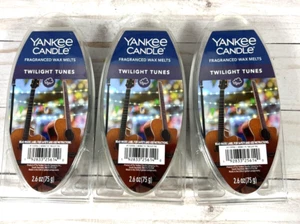 YANKEE
CANDLE
FRAGRANCED WAX MELTS
TWILIGHT TUNES
2.6 oz (75 g)
YANKEE
CANDLE
FRAGRANCED WAX MELTS
TWILIGHT TUNES
2.6 oz (75 g)
YANKEE
CANDLE
FRAGRANCED WAX MELTS
TWILIGHT TUNES
2.6 oz (75 g)